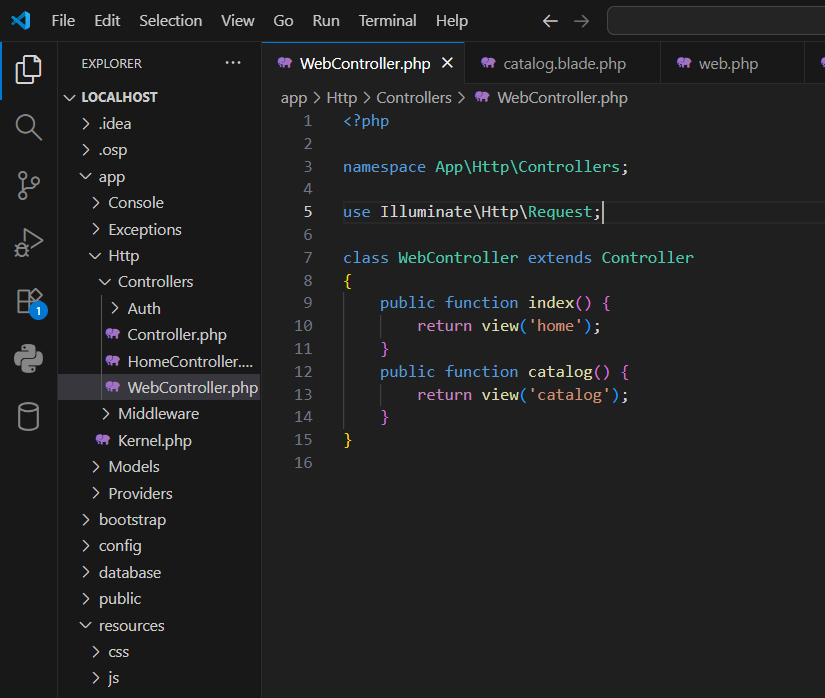 File Edit Selection View Go Run Terminal Help
EXPLORER
LOCALHOST
.idea
.osp
app
Console
Exceptions
Http
Controllers
Auth
Controller.php
HomeController....
WebController.php
Middleware
Kernel.php
Models
Providers
bootstrap
config
database
public
resources
css
js
1
WebController.php catalog.blade.php web.php
app > Http > Controllers > WebController.php
1 <?php
2
3 namespace App\Http\Controllers;
4
5 use Illuminate\Http\Request;
6
7 class WebController extends Controller
8 {
9 public function index() {
10 return view('home');
11 }
12 public function catalog() {
13 return view('catalog');
14 }
15 }
16